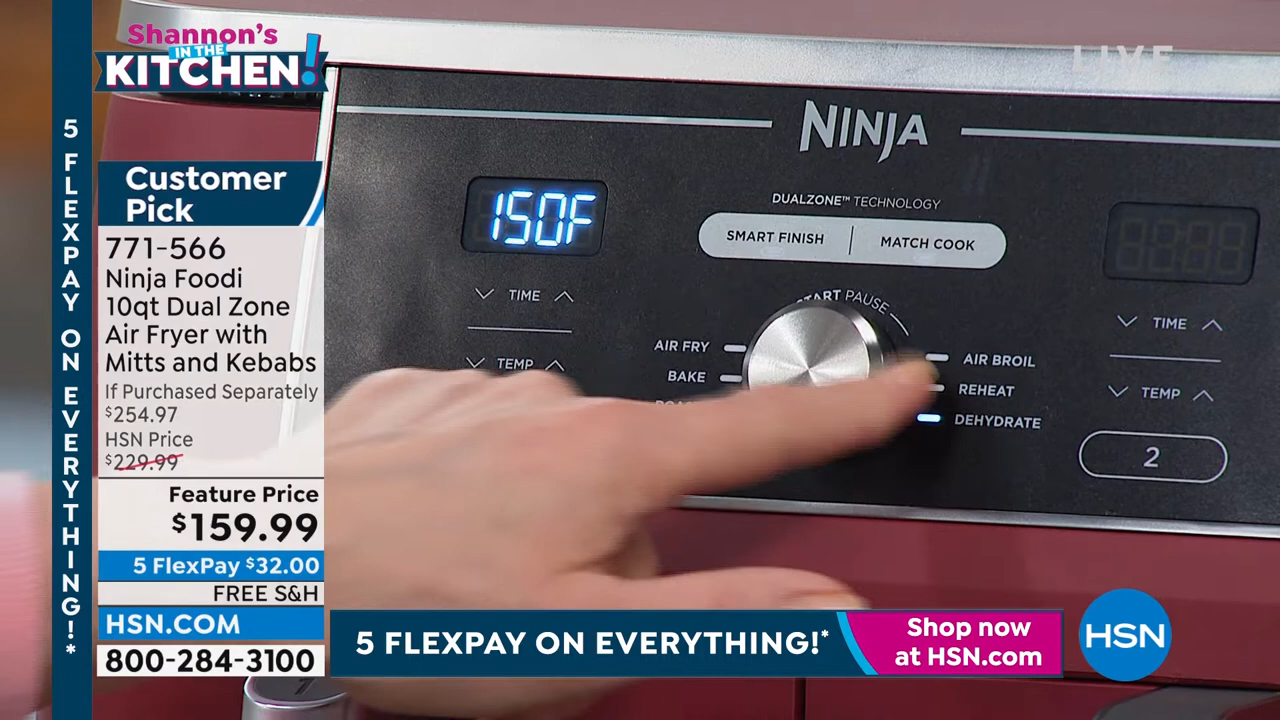 Shannon's
IN THE
KITCHEN!
LIVE
5 FLEXPAY ON EVERYTHING!*
Customer
Pick
771-566
Ninja Foodi
10qt Dual Zone
Air Fryer with
Mitts and Kebabs
If Purchased Separately
$254.97
HSN Price
$229.99
Feature Price
$159.99
5 FlexPay $32.00
FREE S&H
HSN.COM
800-284-3100
NINJA
150F
DUALZONE™ TECHNOLOGY
SMART FINISH | MATCH COOK
TIME
TEMP
START PAUSE
AIR FRY
BAKE
AIR BROIL
REHEAT
DEHYDRATE
TIME
TEMP
2
5 FLEXPAY ON EVERYTHING!*
Shop now
at HSN.com
HSN